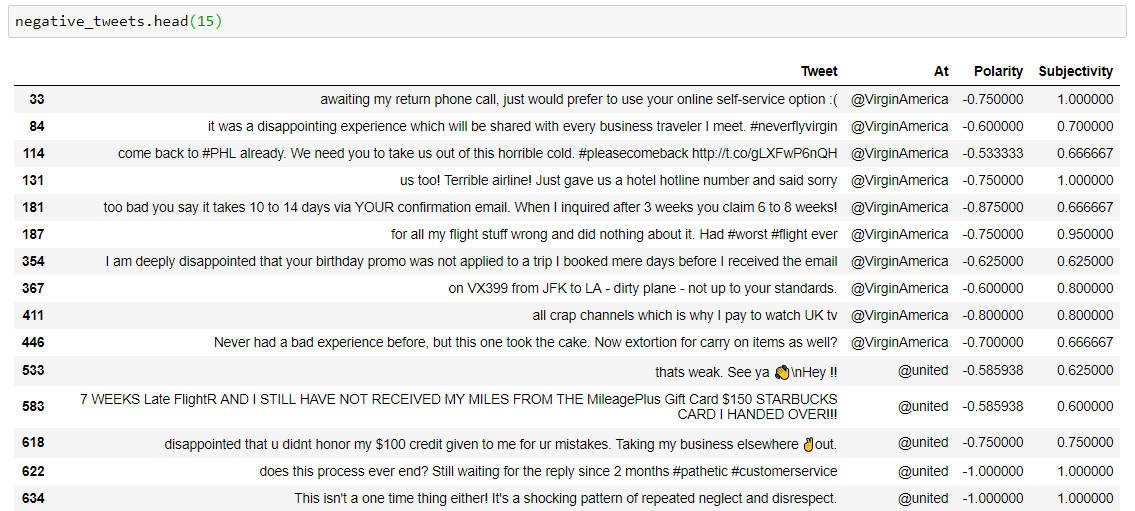 negative_tweets.head(15)
Tweet At Polarity Subjectivity
33 awaiting my return phone call, just would prefer to use your online self-service option :( @VirginAmerica -0.750000 1.000000
84 it was a disappointing experience which will be shared with every business traveler I meet. #neverflyvirgin @VirginAmerica -0.600000 0.700000
114 come back to #PHL already. We need you to take us out of this horrible cold. #pleasecomeback http://t.co/gLXFwP6nQH @VirginAmerica -0.533333 0.666667
131 us too! Terrible airline! Just gave us a hotel hotline number and said sorry @VirginAmerica -0.750000 1.000000
181 too bad you say it takes 10 to 14 days via YOUR confirmation email. When I inquired after 3 weeks you claim 6 to 8 weeks! @VirginAmerica -0.875000 0.666667
187 for all my flight stuff wrong and did nothing about it. Had #worst #flight ever @VirginAmerica -0.750000 0.950000
354 I am deeply disappointed that your birthday promo was not applied to a trip I booked mere days before I received the email @VirginAmerica -0.625000 0.625000
367 on VX399 from JFK to LA - dirty plane - not up to your standards. @VirginAmerica -0.600000 0.800000
411 all crap channels which is why I pay to watch UK tv @VirginAmerica -0.800000 0.800000
446 Never had a bad experience before, but this one took the cake. Now extortion for carry on items as well? @VirginAmerica -0.700000 0.666667
533 thats weak. See ya 👏\nHey !! @united -0.585938 0.625000
583 7 WEEKS Late FlightR AND I STILL HAVE NOT RECEIVED MY MILES FROM THE MileagePlus Gift Card $150 STARBUCKS
CARD I HANDED OVER!!! @united -0.585938 0.600000
618 disappointed that u didnt honor my $100 credit given to me for ur mistakes. Taking my business elsewhere ✌out. @united -0.750000 0.750000
622 does this process ever end? Still waiting for the reply since 2 months #pathetic #customerservice @united -1.000000 1.000000
634 This isn't a one time thing either! It's a shocking pattern of repeated neglect and disrespect. @united -1.000000 1.000000